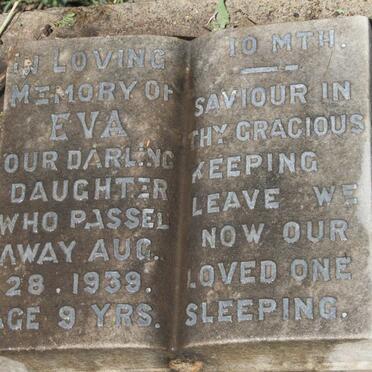 IN LOVING
MEMORY OF
EVA
OUR DARLING
DAUGHTER
WHO PASSED
AWAY AUG.
28. 1939.
AGE 9 YRS.
10 MTH.
SAVIOUR IN
THY GRACIOUS
KEEPING
LEAVE WE
NOW OUR
LOVED ONE
SLEEPING.